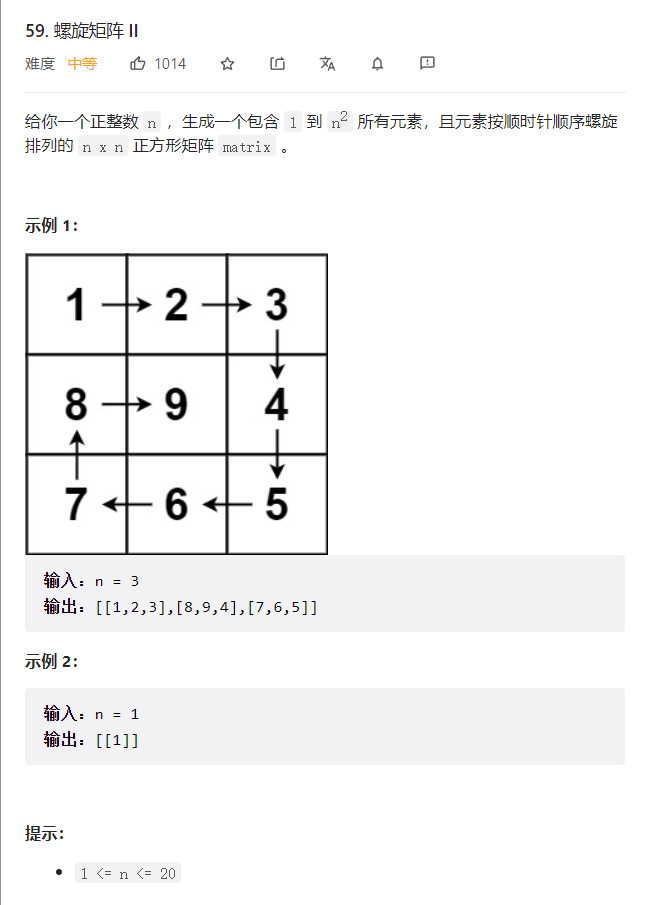 59. 螺旋矩阵 II
难度 中等 1014
给你一个正整数 n ，生成一个包含 1 到 n² 所有元素，且元素按顺时针顺序螺旋
排列的 n x n 正方形矩阵 matrix 。
示例 1：
1 2 3
8 9 4
7 6 5
输入：n = 3
输出：[[1,2,3],[8,9,4],[7,6,5]]
示例 2：
输入：n = 1
输出：[[1]]
提示：
1 <= n <= 20